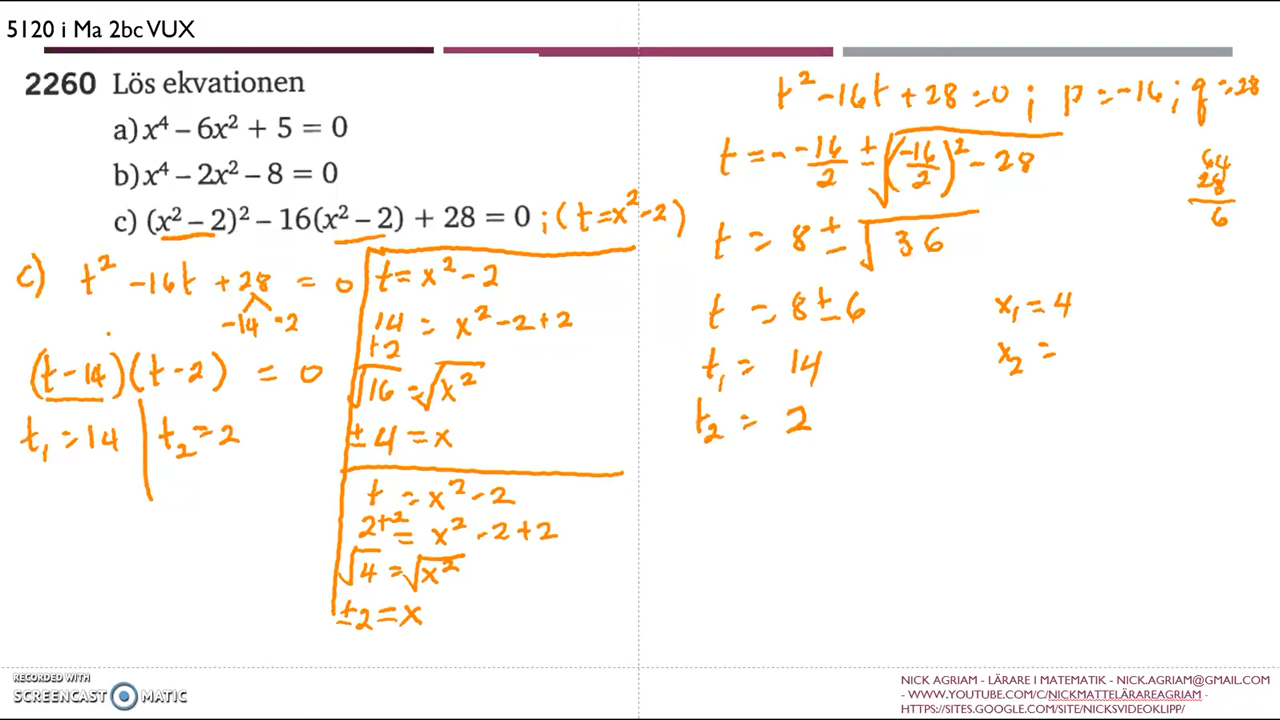 5120 i Ma 2bc VUX
2260 Lös ekvationen
a) x⁴ – 6x² + 5 = 0
b) x⁴ – 2x² – 8 = 0
c) (x² – 2)² – 16(x² – 2) + 28 = 0 ; (t = x² - 2)
c) t² - 16t + 28 = 0
-14 -2
(t - 14)(t - 2) = 0
t₁ = 14 | t₂ = 2
t = x² - 2
14 = x² - 2 + 2
+2
√16 = √x²
± 4 = x
t = x² - 2
2+2 = x² - 2 + 2
√4 = √x²
±2 = x
t² - 16t + 28 = 0 ; p = -16 ; q = 28
t = - -16/2 ± √((-16/2)² - 28)
64
28
6
t = 8 ± √36
t = 8 ± 6
t₁ = 14
t₂ = 2
x₁ = 4
x₂ =
RECORDED WITH
SCREENCAST MATIC
NICK AGRIAM - LÄRARE I MATEMATIK - NICK.AGRIAM@GMAIL.COM
- WWW.YOUTUBE.COM/C/NICKMATTELÄRAREAGRIAM -
HTTPS://SITES.GOOGLE.COM/SITE/NICKSVIDEOKLIPP/